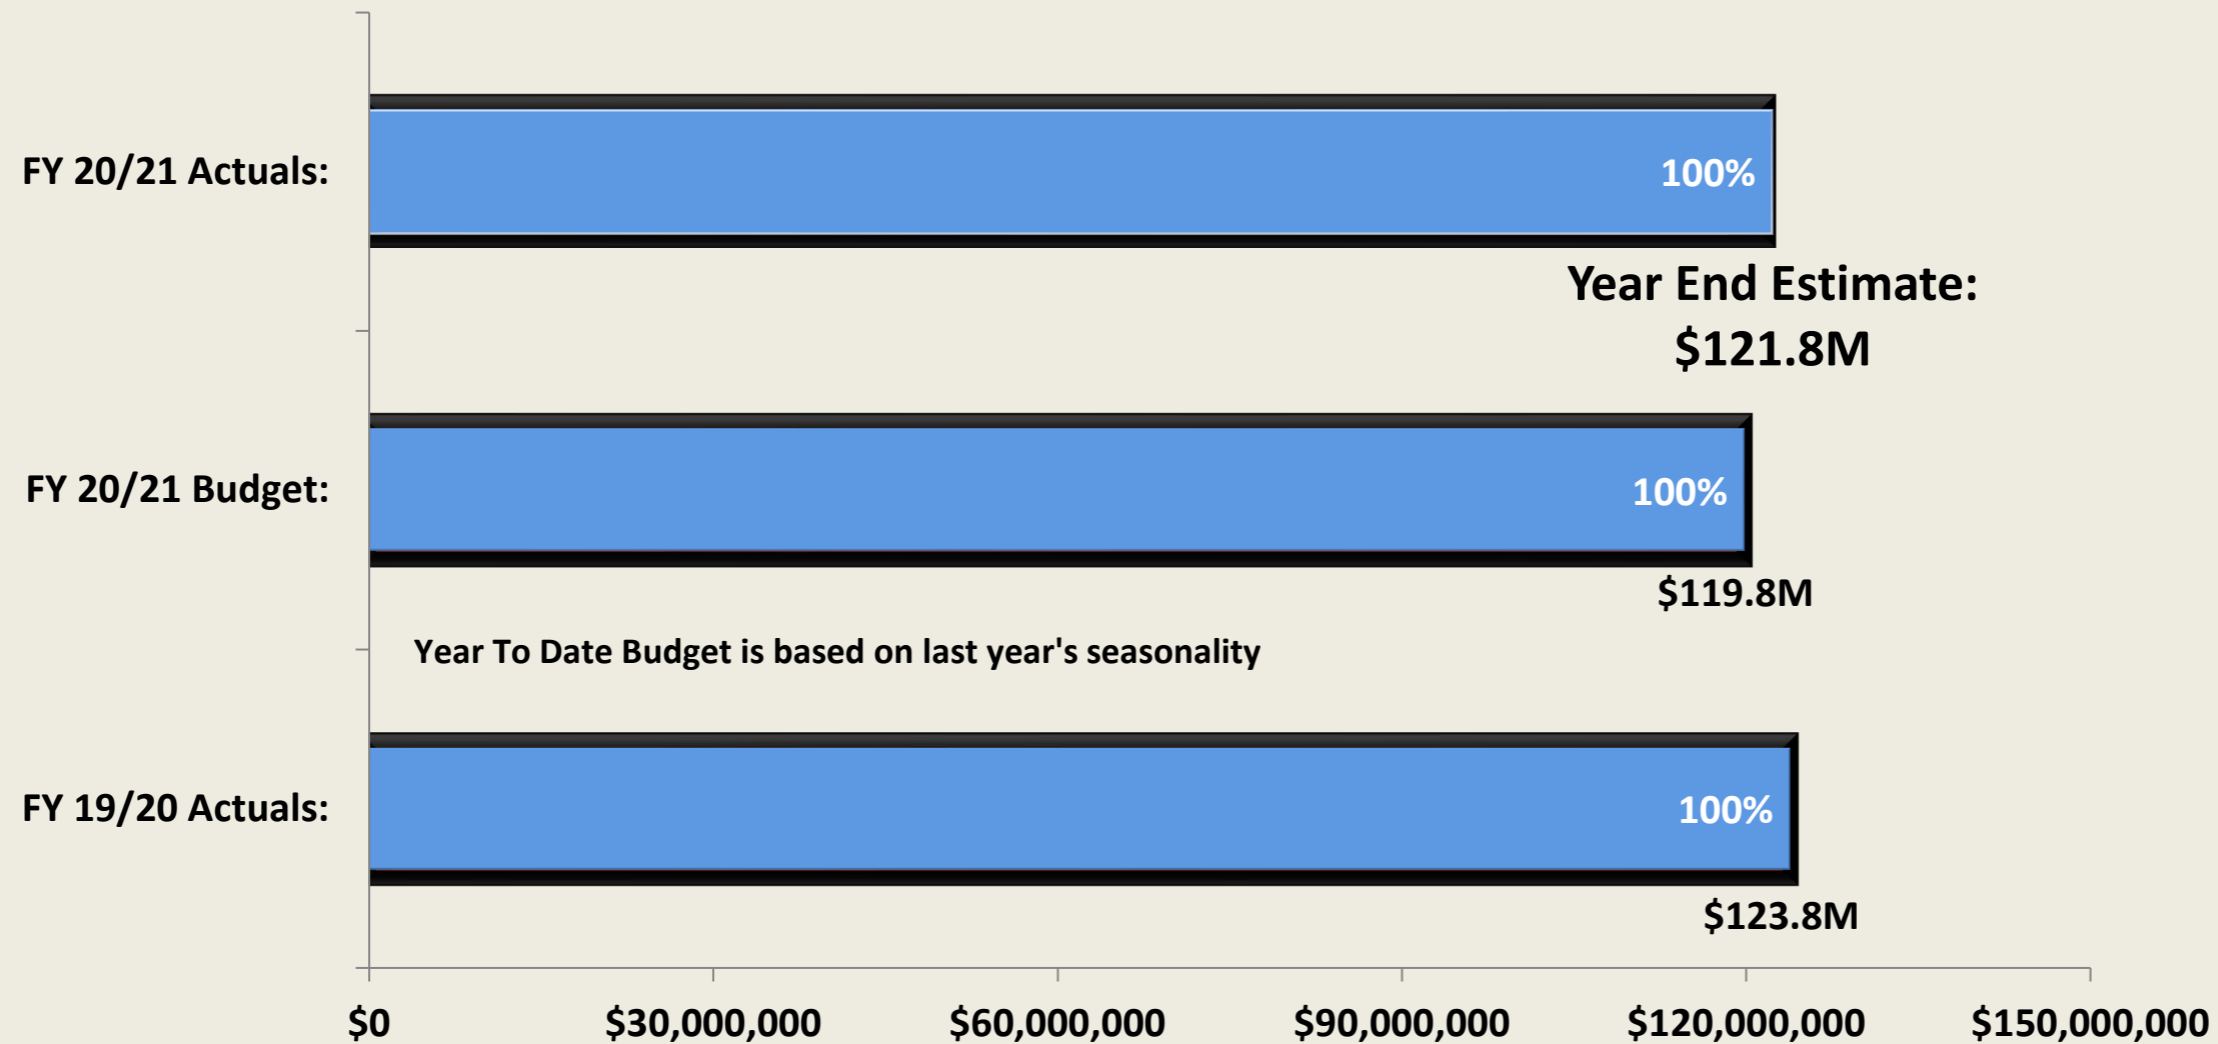 FY 20/21 Actuals:
100%
Year End Estimate:
$121.8M
FY 20/21 Budget:
100%
$119.8M
Year To Date Budget is based on last year's seasonality
FY 19/20 Actuals:
100%
$123.8M
$0 $30,000,000 $60,000,000 $90,000,000 $120,000,000 $150,000,000